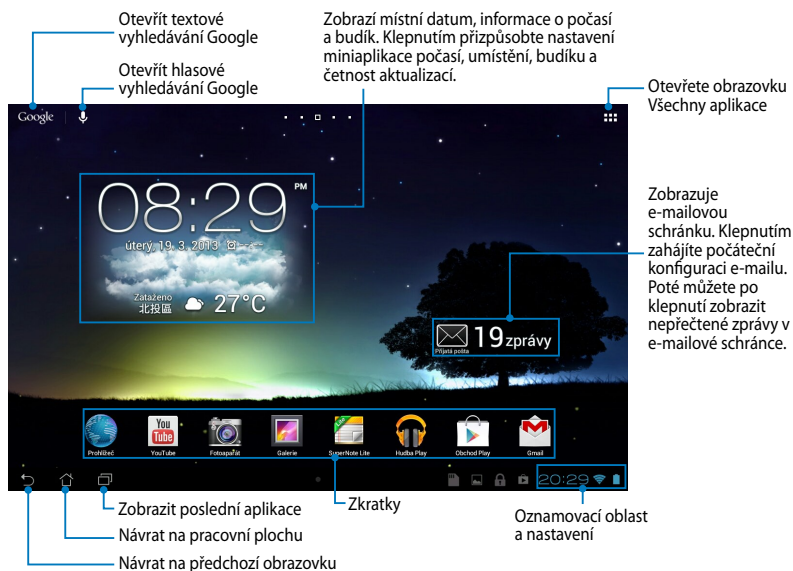 Otevřít textové
vyhledávání Google
Otevřít hlasové
vyhledávání Google
Zobrazí místní datum, informace o počasí
a budík. Klepnutím přizpůsobte nastavení
miniaplikace počasí, umístění, budíku a
četnost aktualizací.
Otevřete obrazovku
Všechny aplikace
Google
08:29 PM
úterý, 19. 3. 2013 --:--
Zataženo
北投區 27°C
Zobrazuje
e-mailovou
schránku. Klepnutím
zahájíte počáteční
konfiguraci e-mailu.
Poté můžete po
klepnutí zobrazit
nepřečtené zprávy v
e-mailové schránce.
19 zprávy
Přijatá pošta
You
Tube
Lite
Prohlížeč YouTube Fotoaparát Galerie SuperNote Lite Hudba Play Obchod Play Gmail
20:29
Zobrazit poslední aplikace
Zkratky
Oznamovací oblast
a nastavení
Návrat na pracovní plochu
Návrat na předchozí obrazovku